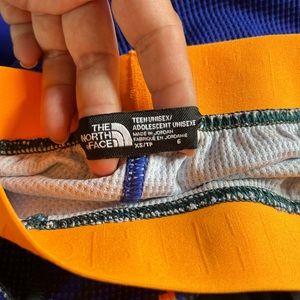 THE
NORTH
FACE
TEEN UNISEX/
ADOLESCENT UNISEXE
MADE IN JORDAN
FABRIQUÉ EN JORDANIE
XS/TP 6